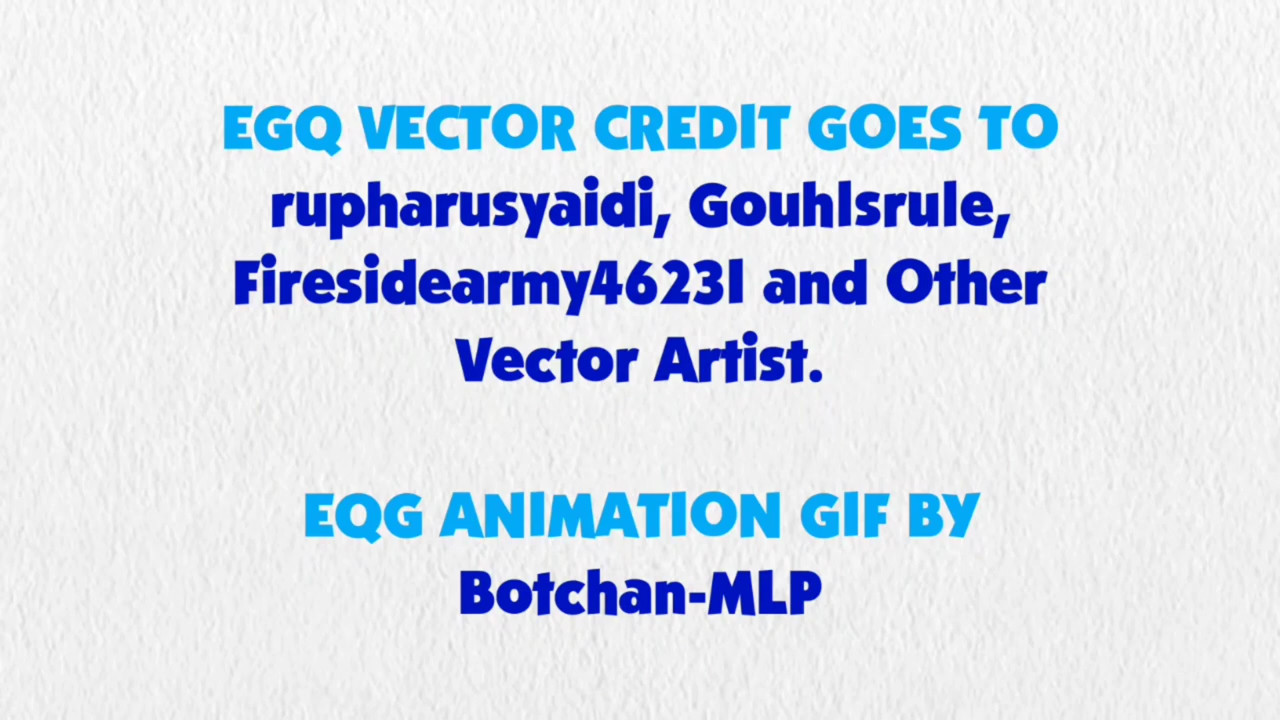 EGQ VECTOR CREDIT GOES TO
rupharusyaidi, Gouhlsrule,
Firesidearmy46231 and Other
Vector Artist.
EQG ANIMATION GIF BY
Botchan-MLP